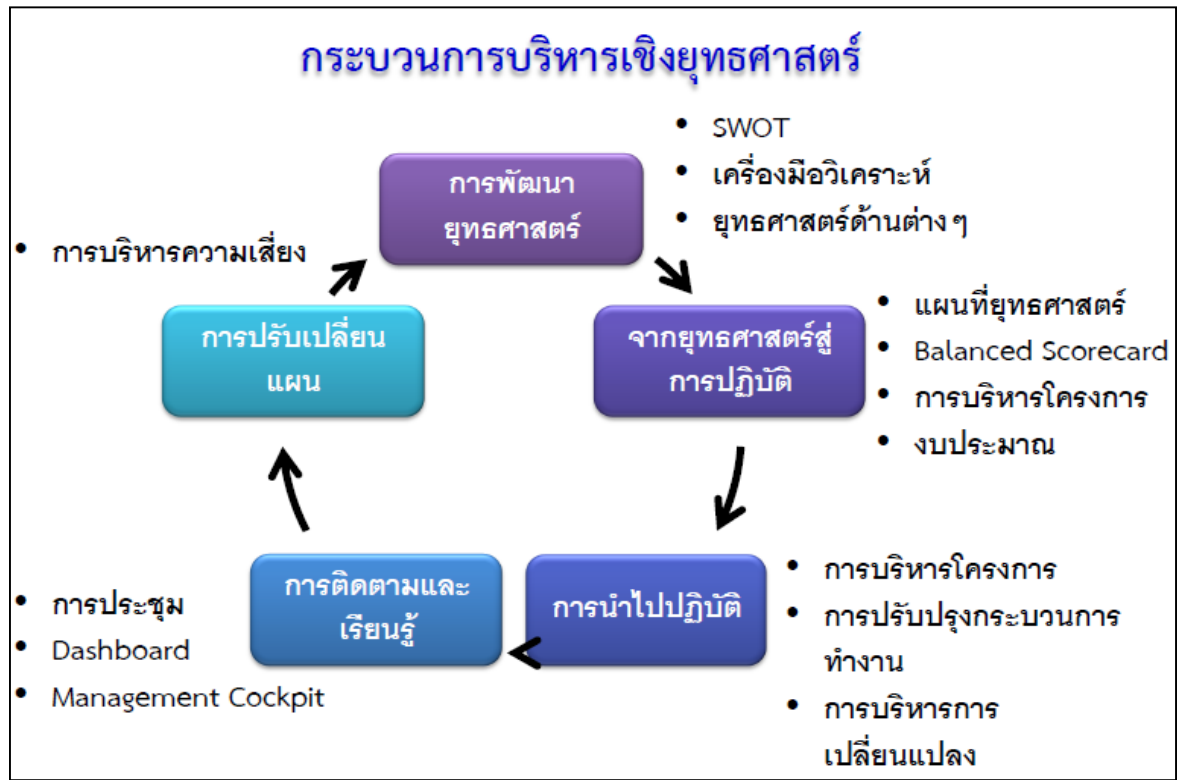 กระบวนการบริหารเชิงยุทธศาสตร์
การพัฒนา
ยุทธศาสตร์
• SWOT
• เครื่องมือวิเคราะห์
• ยุทธศาสตร์ด้านต่างๆ
จากยุทธศาสตร์สู่
การปฏิบัติ
• แผนที่ยุทธศาสตร์
• Balanced Scorecard
• การบริหารโครงการ
• งบประมาณ
การนำไปปฏิบัติ
• การบริหารโครงการ
• การปรับปรุงกระบวนการ
ทำงาน
• การบริหารการ
เปลี่ยนแปลง
การติดตามและ
เรียนรู้
• การประชุม
• Dashboard
• Management Cockpit
การปรับเปลี่ยน
แผน
• การบริหารความเสี่ยง